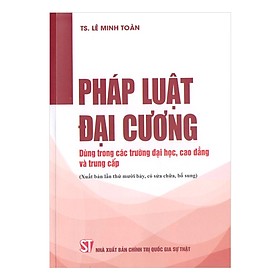 TS. LÊ MINH TOÀN
PHÁP LUẬT
ĐẠI CƯƠNG
Dùng trong các trường đại học, cao đẳng
và trung cấp
(Xuất bản lần thứ mười bảy, có sửa chữa, bổ sung)
ST NHÀ XUẤT BẢN CHÍNH TRỊ QUỐC GIA SỰ THẬT